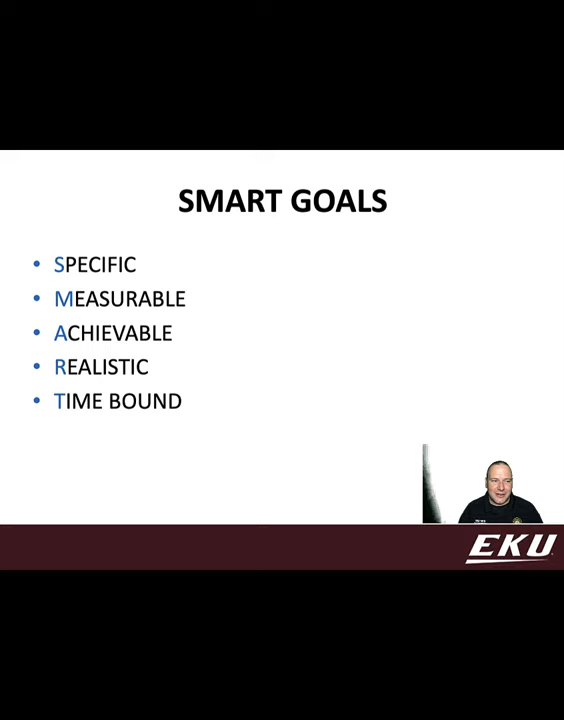 SMART GOALS
• SPECIFIC
• MEASURABLE
• ACHIEVABLE
• REALISTIC
• TIME BOUND
EKU